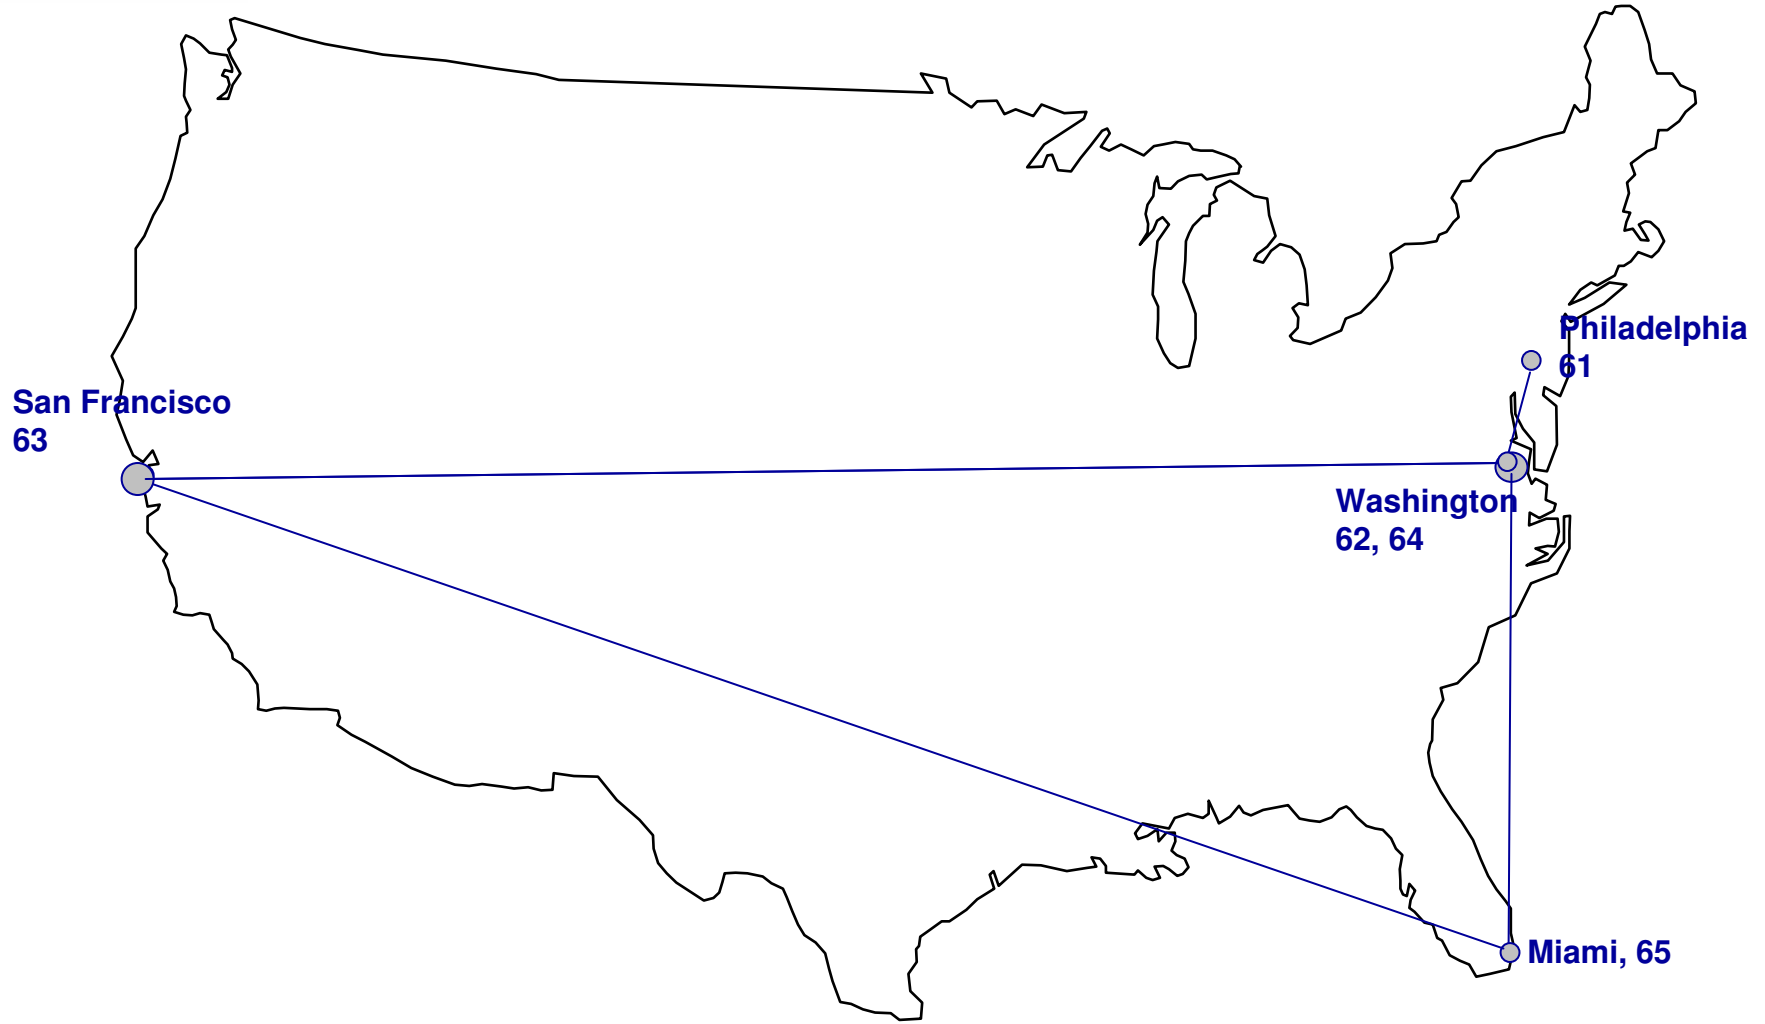 Philadelphia
61
San Francisco
63
Washington
62, 64
Miami, 65